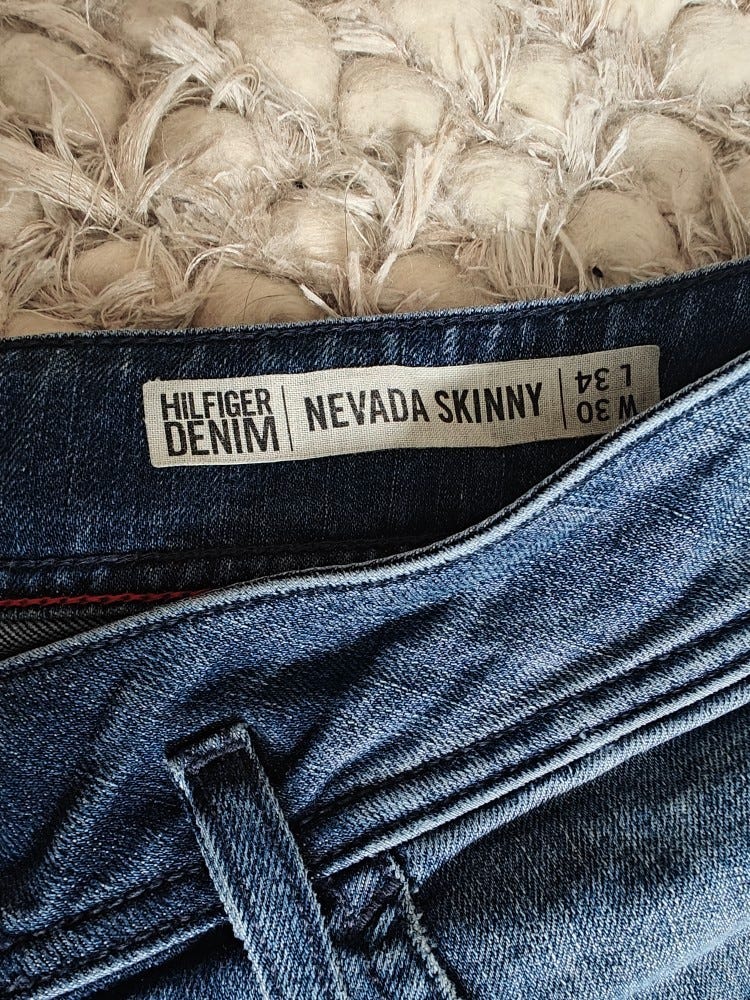 HILFIGER
DENIM
NEVADA SKINNY
W 30
L 34